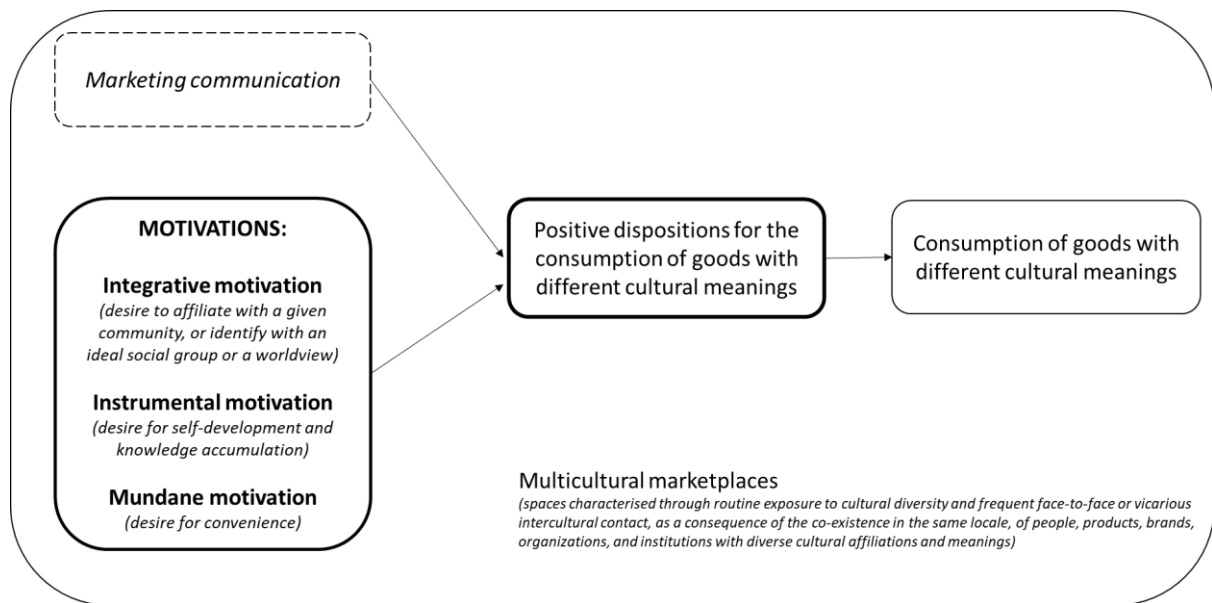 Marketing communication
MOTIVATIONS:
Integrative motivation
(desire to affiliate with a given
community, or identify with an
ideal social group or a worldview)
Instrumental motivation
(desire for self-development and
knowledge accumulation)
Mundane motivation
(desire for convenience)
Positive dispositions for the
consumption of goods with
different cultural meanings
Consumption of goods with
different cultural meanings
Multicultural marketplaces
(spaces characterised through routine exposure to cultural diversity and frequent face-to-face or vicarious
intercultural contact, as a consequence of the co-existence in the same locale, of people, products, brands,
organizations, and institutions with diverse cultural affiliations and meanings)